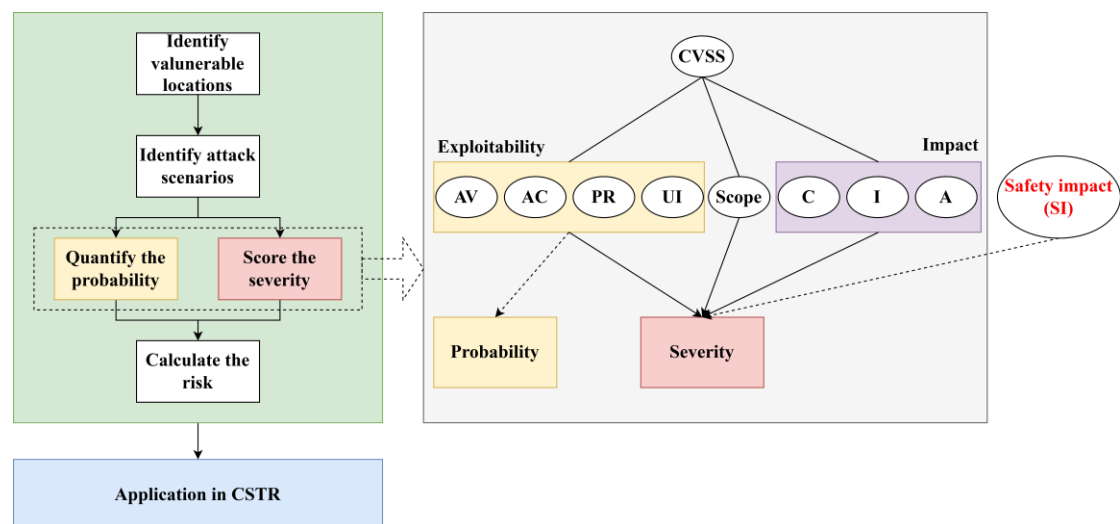 Identify
valunerable
locations
Identify attack
scenarios
Quantify the
probability
Score the
severity
Calculate the
risk
Application in CSTR
CVSS
Exploitability
Impact
AV
AC
PR
UI
Scope
C
I
A
Safety impact
(SI)
Probability
Severity